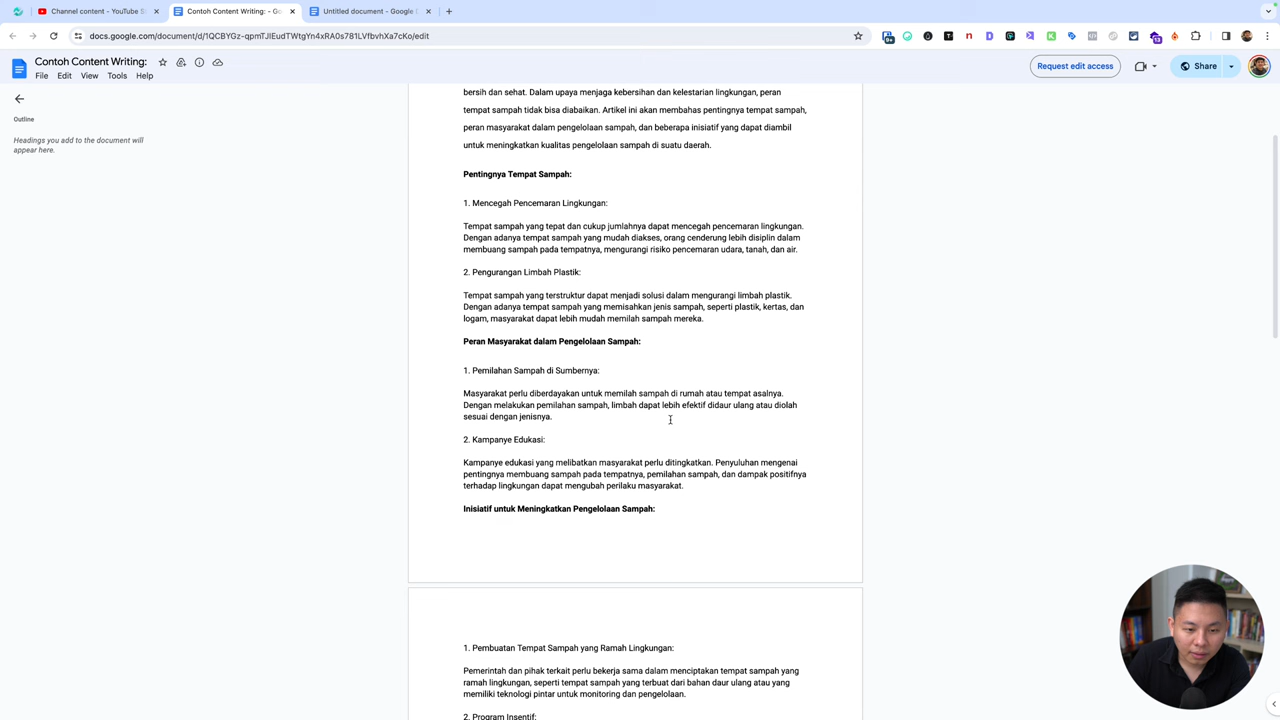 Channel content - YouTube S
Contoh Content Writing: - G
Untitled document - Google D
docs.google.com/document/d/1QCBYGz-qpmTJlEudTWtgYn4xRA0s781LVfbvhXa7cKo/edit
Contoh Content Writing:
File Edit View Tools Help
Request edit access
Share
Outline
Headings you add to the document will
appear here.
bersih dan sehat. Dalam upaya menjaga kebersihan dan kelestarian lingkungan, peran
tempat sampah tidak bisa diabaikan. Artikel ini akan membahas pentingnya tempat sampah,
peran masyarakat dalam pengelolaan sampah, dan beberapa inisiatif yang dapat diambil
untuk meningkatkan kualitas pengelolaan sampah di suatu daerah.
Pentingnya Tempat Sampah:
1. Mencegah Pencemaran Lingkungan:
Tempat sampah yang tepat dan cukup jumlahnya dapat mencegah pencemaran lingkungan.
Dengan adanya tempat sampah yang mudah diakses, orang cenderung lebih disiplin dalam
membuang sampah pada tempatnya, mengurangi risiko pencemaran udara, tanah, dan air.
2. Pengurangan Limbah Plastik:
Tempat sampah yang terstruktur dapat menjadi solusi dalam mengurangi limbah plastik.
Dengan adanya tempat sampah yang memisahkan jenis sampah, seperti plastik, kertas, dan
logam, masyarakat dapat lebih mudah memilah sampah mereka.
Peran Masyarakat dalam Pengelolaan Sampah:
1. Pemilahan Sampah di Sumbernya:
Masyarakat perlu diberdayakan untuk memilah sampah di rumah atau tempat asalnya.
Dengan melakukan pemilahan sampah, limbah dapat lebih efektif didaur ulang atau diolah
sesuai dengan jenisnya.
2. Kampanye Edukasi:
Kampanye edukasi yang melibatkan masyarakat perlu ditingkatkan. Penyuluhan mengenai
pentingnya membuang sampah pada tempatnya, pemilahan sampah, dan dampak positifnya
terhadap lingkungan dapat mengubah perilaku masyarakat.
Inisiatif untuk Meningkatkan Pengelolaan Sampah:
1. Pembuatan Tempat Sampah yang Ramah Lingkungan:
Pemerintah dan pihak terkait perlu bekerja sama dalam menciptakan tempat sampah yang
ramah lingkungan, seperti tempat sampah yang terbuat dari bahan daur ulang atau yang
memiliki teknologi pintar untuk monitoring dan pengelolaan.
2. Program Insentif: